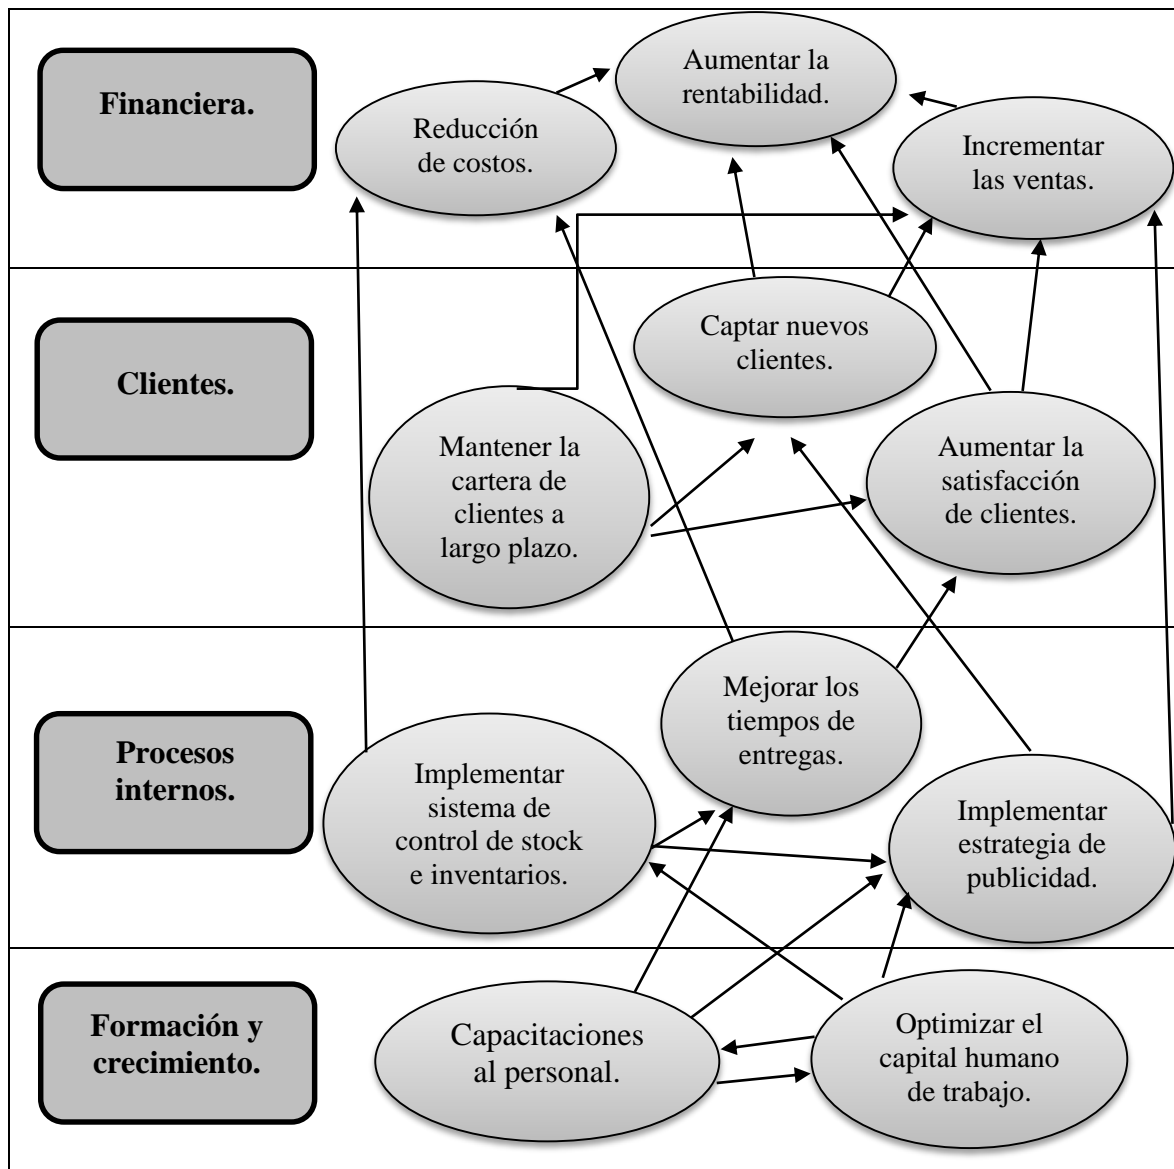 Financiera.
Reducción
de costos.
Aumentar la
rentabilidad.
Incrementar
las ventas.
Clientes.
Mantener la
cartera de
clientes a
largo plazo.
Captar nuevos
clientes.
Aumentar la
satisfacción
de clientes.
Procesos
internos.
Implementar
sistema de
control de stock
e inventarios.
Mejorar los
tiempos de
entregas.
Implementar
estrategia de
publicidad.
Formación y
crecimiento.
Capacitaciones
al personal.
Optimizar el
capital humano
de trabajo.